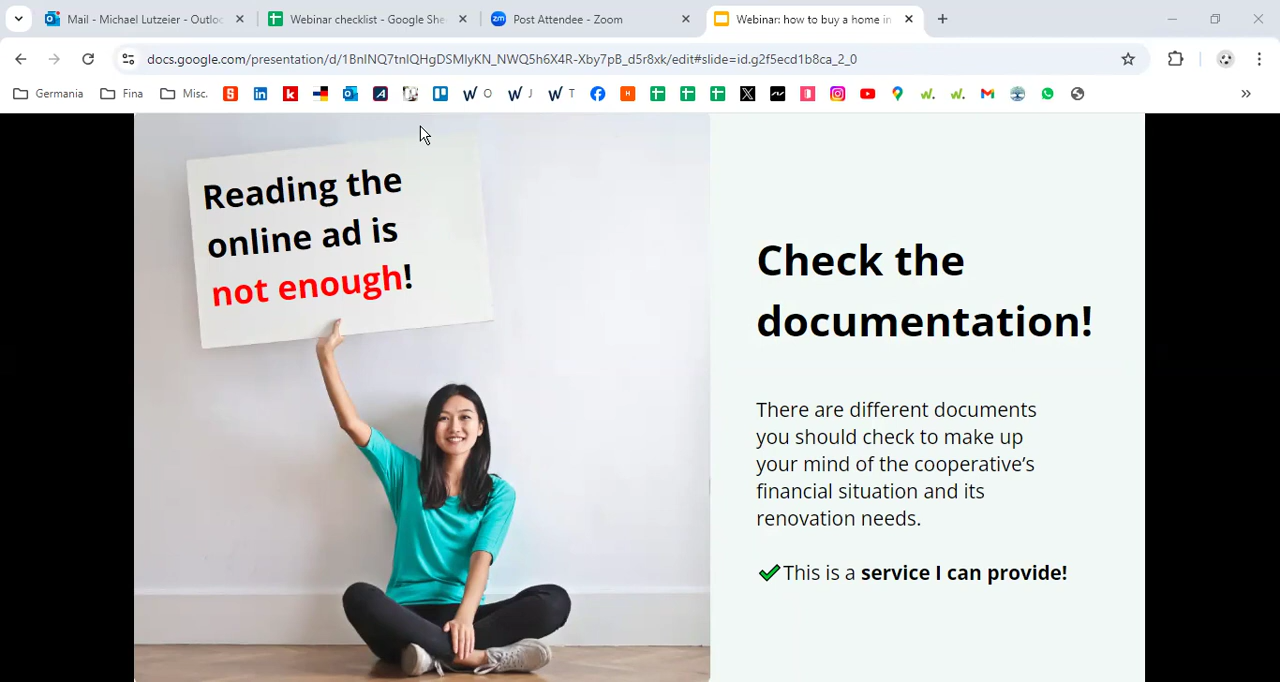 Mail - Michael Lutzeier - Outloo
Webinar checklist - Google She
zm
Post Attendee - Zoom
Webinar: how to buy a home in
docs.google.com/presentation/d/1BnINQ7tnIQHgDSMIyKN_NWQ5h6X4R-Xby7pB_d5r8xk/edit#slide=id.g2f5ecd1b8ca_2_0
Germania
Fina
Misc.
O
J
T
Reading the
online ad is
not enough!
Check the
documentation!
There are different documents
you should check to make up
your mind of the cooperative's
financial situation and its
renovation needs.
This is a service I can provide!